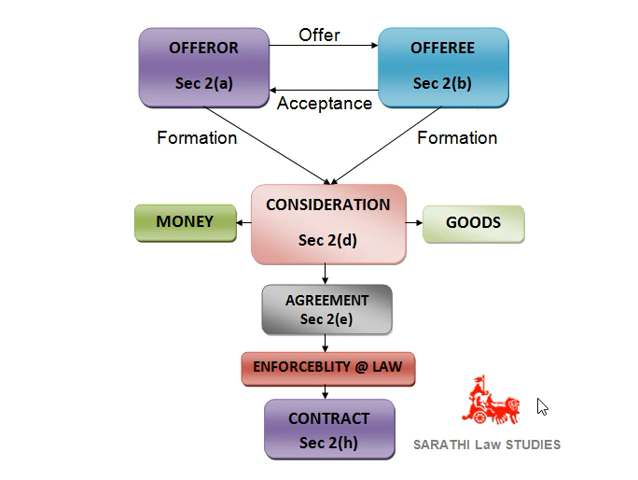 OFFEROR
Sec 2(a)
Offer
OFFEREE
Sec 2(b)
Acceptance
Formation
Formation
MONEY
CONSIDERATION
Sec 2(d)
GOODS
AGREEMENT
Sec 2(e)
ENFORCEBLITY @ LAW
CONTRACT
Sec 2(h)
SARATHI Law STUDIES